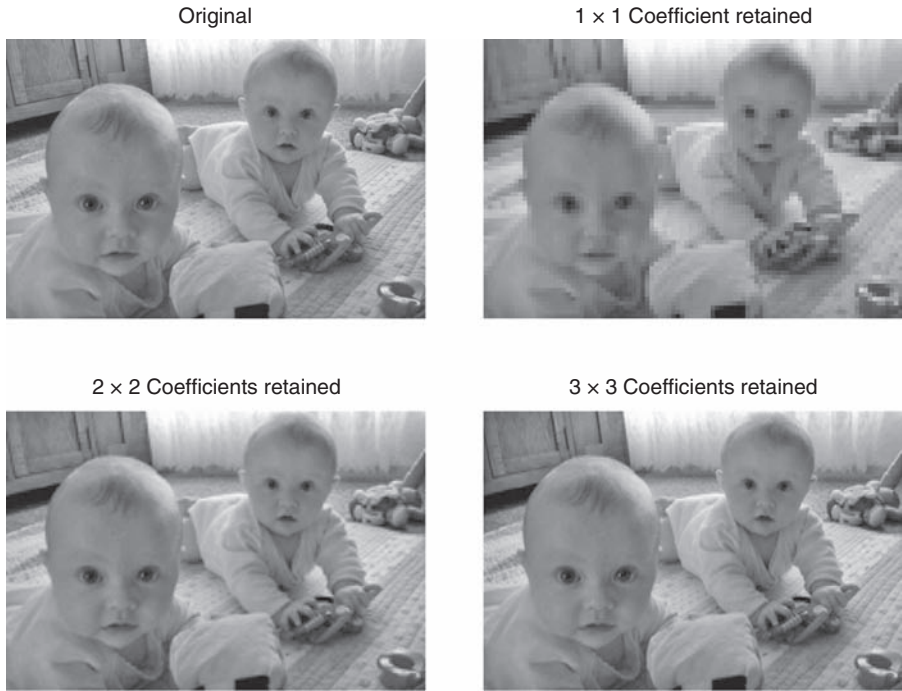 Original
1 × 1 Coefficient retained
2 × 2 Coefficients retained
3 × 3 Coefficients retained